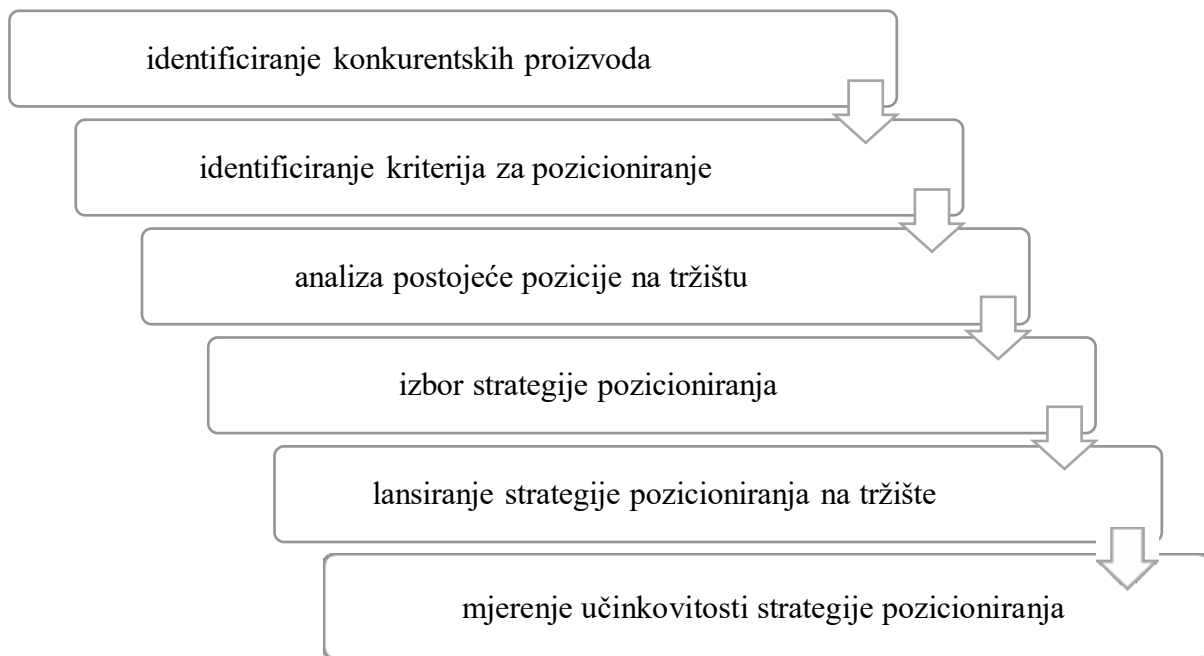 identificiranje konkurentskih proizvoda
identificiranje kriterija za pozicioniranje
analiza postojeće pozicije na tržištu
izbor strategije pozicioniranja
lansiranje strategije pozicioniranja na tržište
mjerenje učinkovitosti strategije pozicioniranja